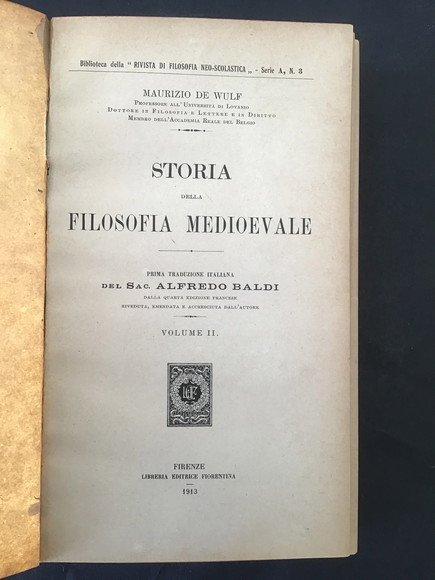 Biblioteca della " RIVISTA DI FILOSOFIA NEO-SCOLASTICA „ - Serie A, N. 8
MAURIZIO DE WULF
PROFESSORE ALL'UNIVERSITÀ DI LOVANIO
DOTTORE IN FILOSOFIA E LETTERE E IN DIRITTO
MEMBRO DELL'ACCADEMIA REALE DEL BELGIO
STORIA
DELLA
FILOSOFIA MEDIOEVALE
PRIMA TRADUZIONE ITALIANA
DEL SAC. ALFREDO BALDI
DALLA QUARTA EDIZIONE FRANCESE
RIVEDUTA, EMENDATA E ACCRESCIUTA DALL'AUTORE
VOLUME II.
FIRENZE
LIBRERIA EDITRICE FIORENTINA
1913